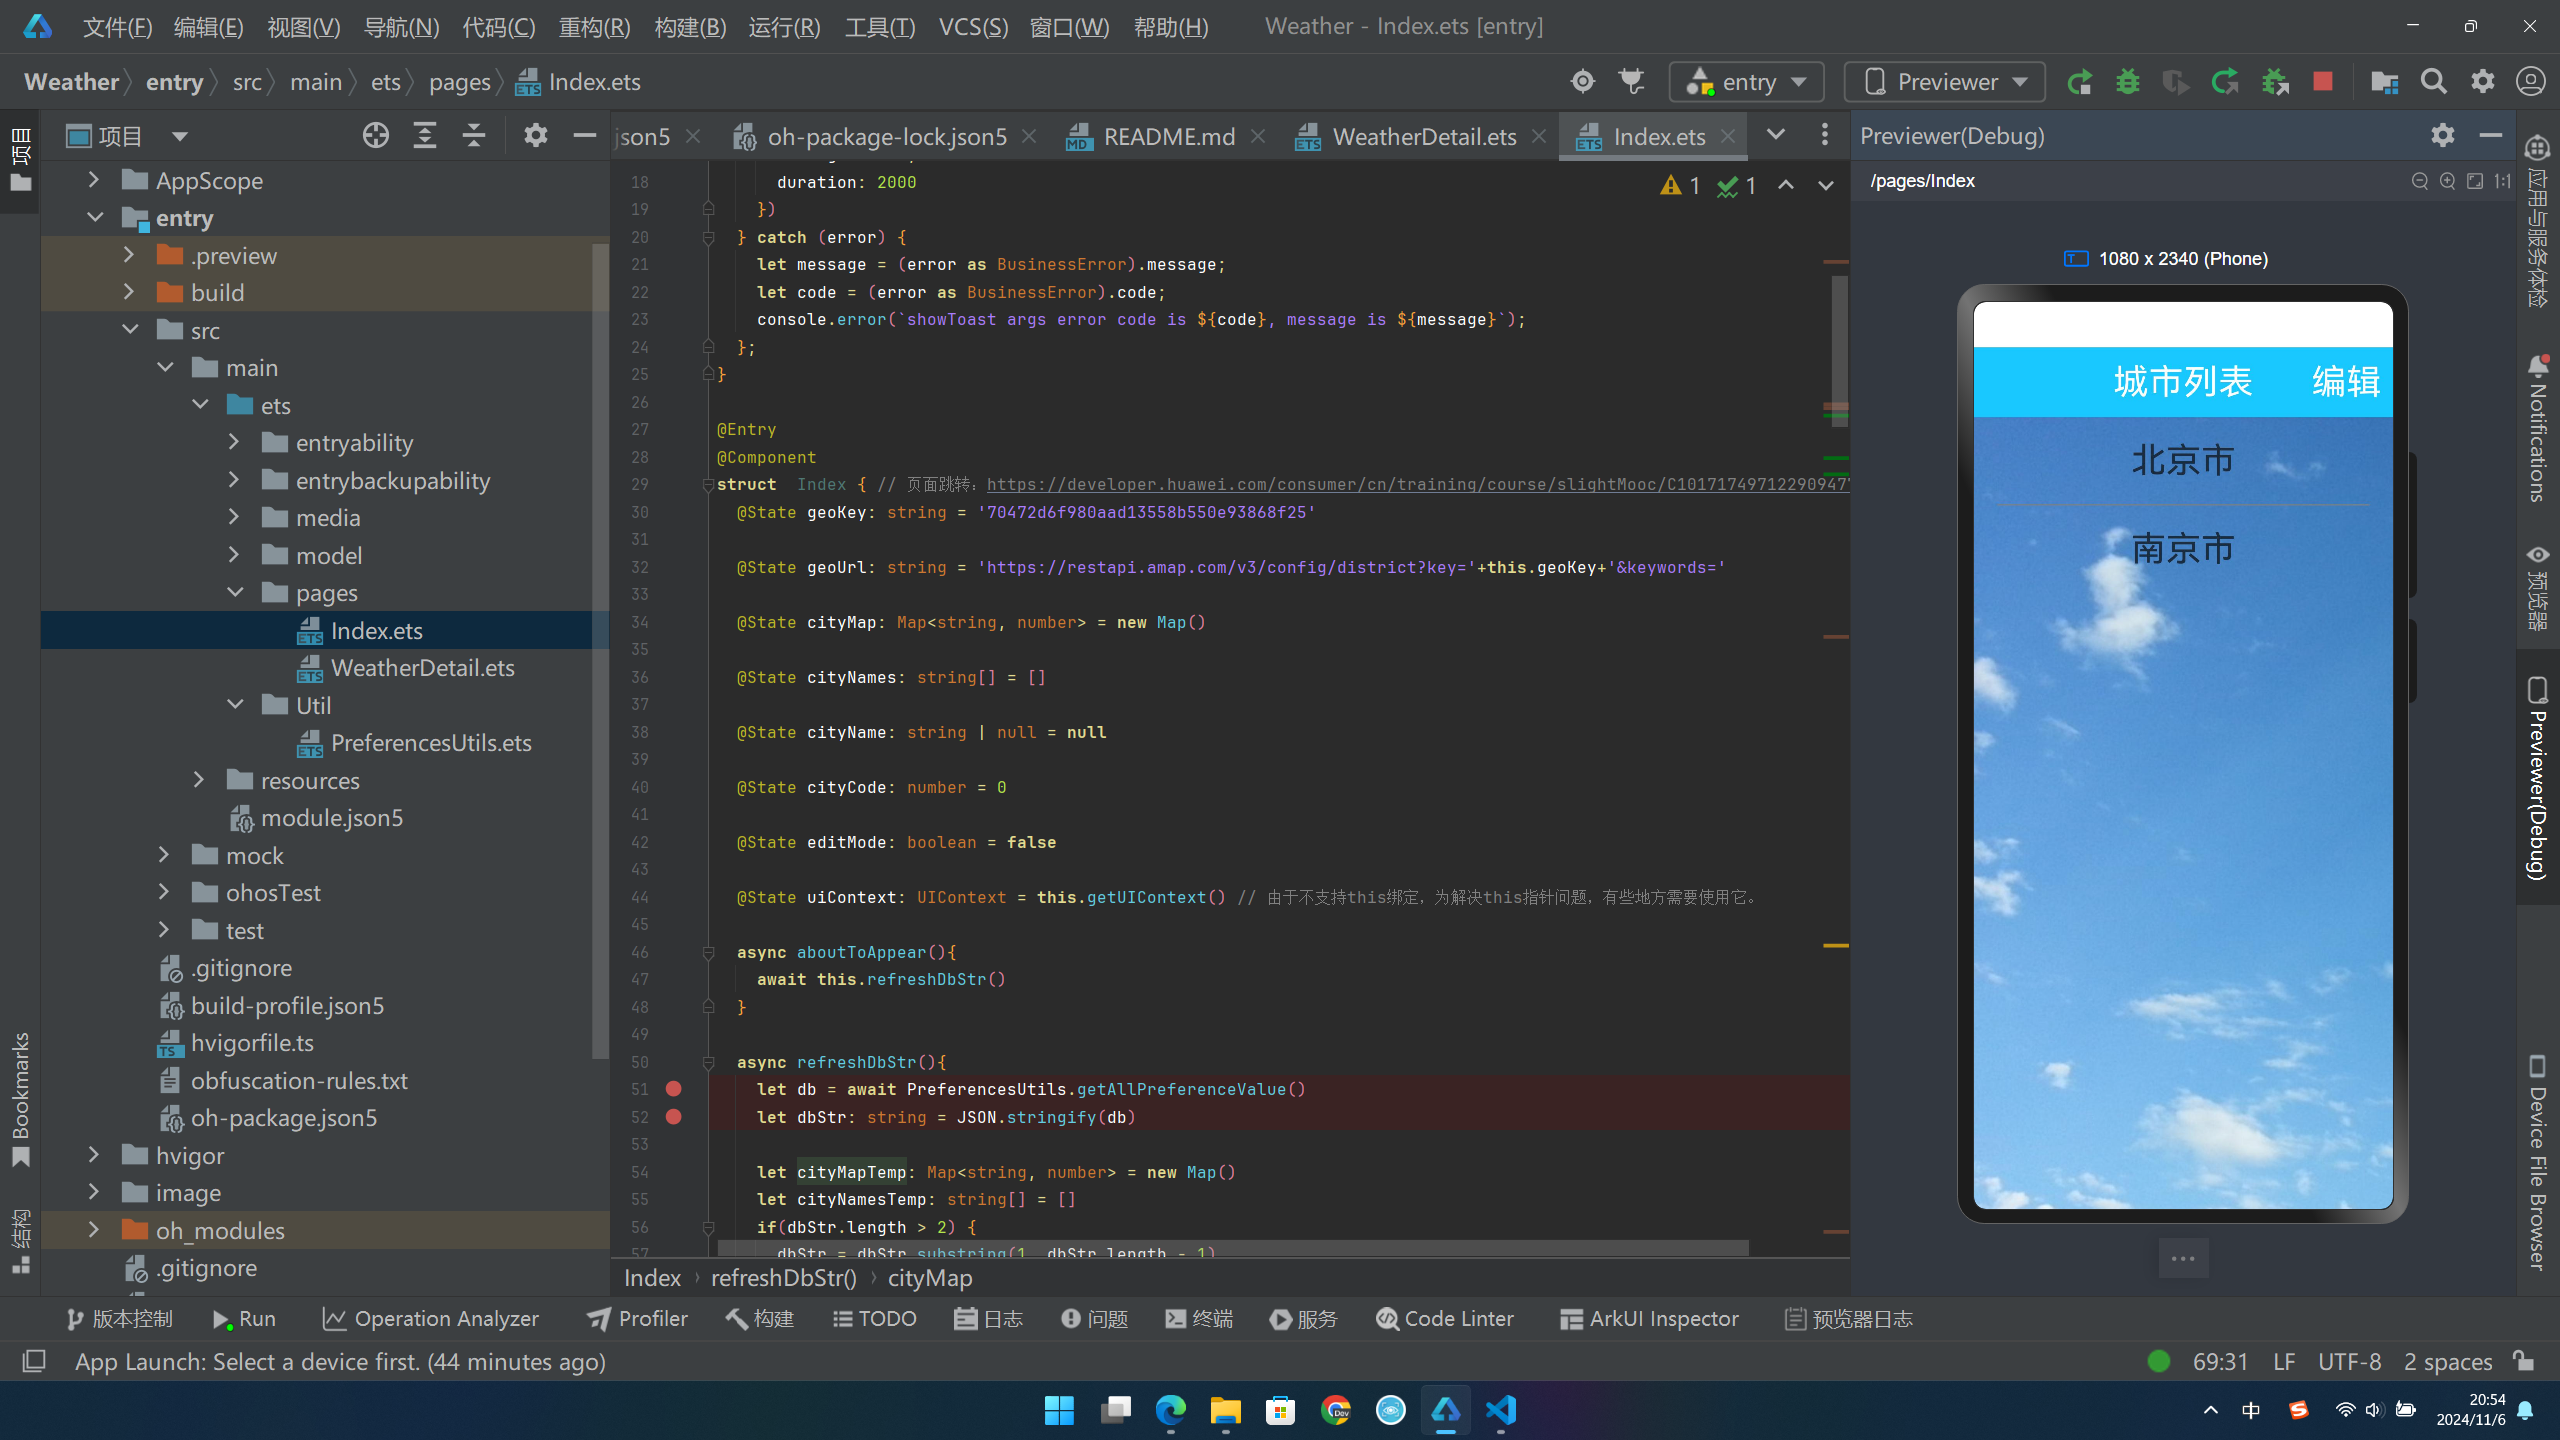 文件(F) 编辑(E) 视图(V) 导航(N) 代码(C) 重构(R) 构建(B) 运行(R) 工具(T) VCS(S) 窗口(W) 帮助(H) Weather - Index.ets [entry]
Weather entry src main ets pages Index.ets entry Previewer
项目
json5 oh-package-lock.json5 README.md WeatherDetail.ets Index.ets
Previewer(Debug)
/pages/Index
1:1
1080 x 2340 (Phone)
城市列表 编辑
北京市
南京市
项目
Bookmarks
结构
AppScope
entry
.preview
build
src
main
ets
entryability
entrybackupability
media
model
pages
Index.ets
WeatherDetail.ets
Util
PreferencesUtils.ets
resources
module.json5
mock
ohosTest
test
.gitignore
build-profile.json5
hvigorfile.ts
obfuscation-rules.txt
oh-package.json5
hvigor
image
oh_modules
.gitignore
1 1
18 duration: 2000
19 })
20 } catch (error) {
21 let message = (error as BusinessError).message;
22 let code = (error as BusinessError).code;
23 console.error(`showToast args error code is ${code}, message is ${message}`);
24 };
25 }
26
27 @Entry
28 @Component
29 struct Index { // 页面跳转：https://developer.huawei.com/consumer/cn/training/course/slightMooc/C101717497122909477
30 @State geoKey: string = '70472d6f980aad13558b550e93868f25'
31
32 @State geoUrl: string = 'https://restapi.amap.com/v3/config/district?key='+this.geoKey+'&keywords='
33
34 @State cityMap: Map<string, number> = new Map()
35
36 @State cityNames: string[] = []
37
38 @State cityName: string | null = null
39
40 @State cityCode: number = 0
41
42 @State editMode: boolean = false
43
44 @State uiContext: UIContext = this.getUIContext() // 由于不支持this绑定，为解决this指针问题，有些地方需要使用它。
45
46 async aboutToAppear(){
47 await this.refreshDbStr()
48 }
49
50 async refreshDbStr(){
51 let db = await PreferencesUtils.getAllPreferenceValue()
52 let dbStr: string = JSON.stringify(db)
53
54 let cityMapTemp: Map<string, number> = new Map()
55 let cityNamesTemp: string[] = []
56 if(dbStr.length > 2) {
57 dbStr = dbStr.substring(1, dbStr.length - 1)
Index refreshDbStr() cityMap
应用与服务体检
Notifications
预览器
Previewer(Debug)
Device File Browser
版本控制 Run Operation Analyzer Profiler 构建 TODO 日志 问题 终端 服务 Code Linter ArkUI Inspector 预览器日志
App Launch: Select a device first. (44 minutes ago) 69:31 LF UTF-8 2 spaces
Dev
中
20:54
2024/11/6